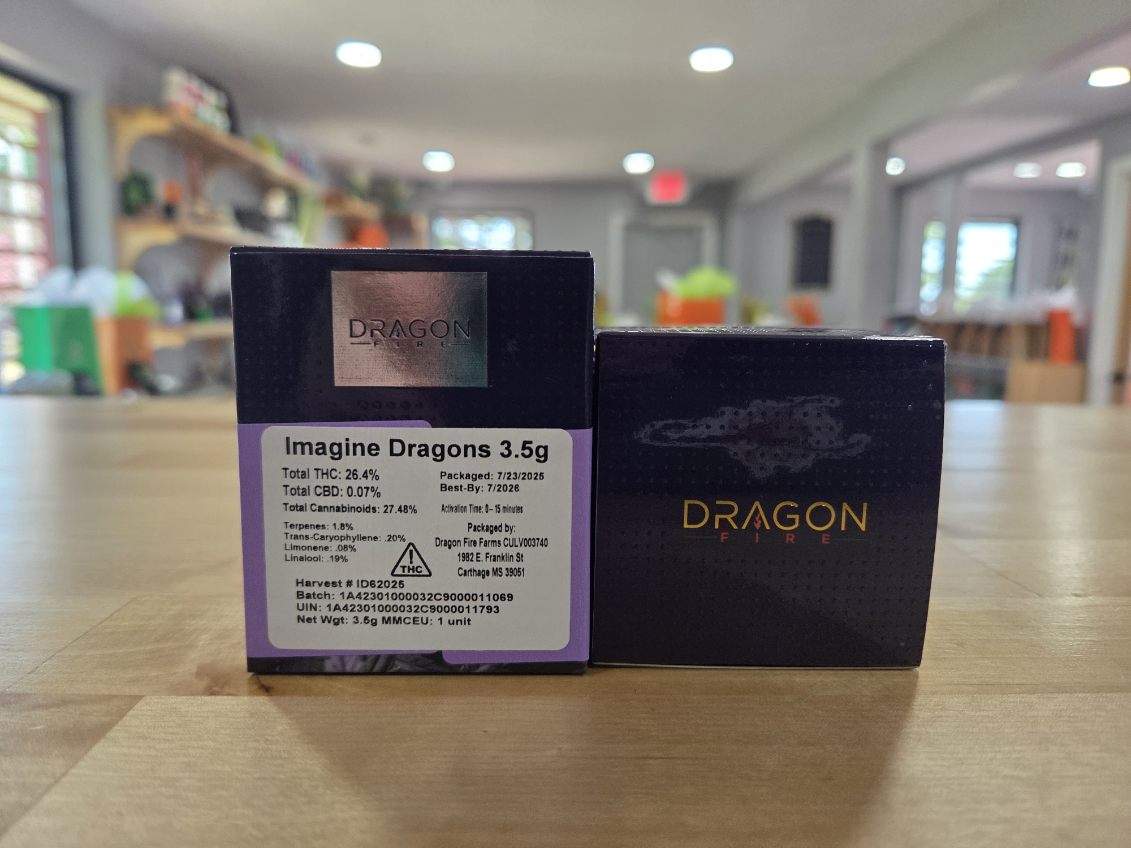 DRAGON
FIRE
Imagine Dragons 3.5g
Total THC: 26.4%
Total CBD: 0.07%
Total Cannabinoids: 27.48%
Terpenes: 1.8%
Trans-Caryophyllene: .20%
Limonene: .08%
Linalool: .19%
Packaged: 7/23/2025
Best-By: 7/2026
Activation Time: 0- 15 minutes
Packaged by:
Dragon Fire Farms CULV003740
1982 E. Franklin St
Carthage MS 39051
THC
Harvest # ID62025
Batch: 1A42301000032C9000011069
UIN: 1A42301000032C9000011793
Net Wgt: 3.5g MMCEU: 1 unit
DRAGON
FIRE